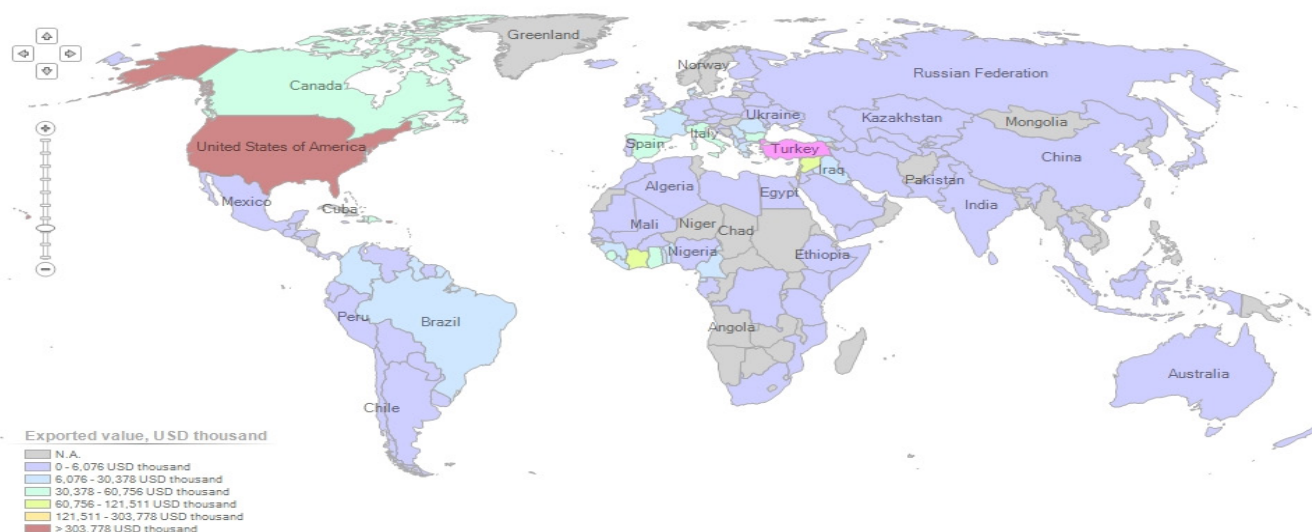 Greenland
Norway
Russian Federation
Canada
Ukraine
Kazakhstan
Mongolia
Spain
Italy
Turkey
United States of America
China
Iraq
Pakistan
Algeria
Egypt
Mexico
Cuba
India
Mali
Niger
Chad
Nigeria
Ethiopia
Peru
Brazil
Angola
Australia
Chile
Exported value, USD thousand
N.A.
0 - 6,076 USD thousand
6,076 - 30,378 USD thousand
30,378 - 60,756 USD thousand
60,756 - 121,511 USD thousand
121,511 - 303,778 USD thousand
> 303,778 USD thousand